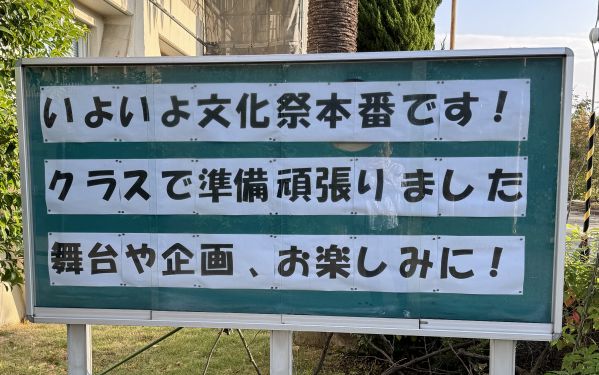 いよいよ文化祭本番です!
クラスで準備頑張りました
舞台や企画、お楽しみに!